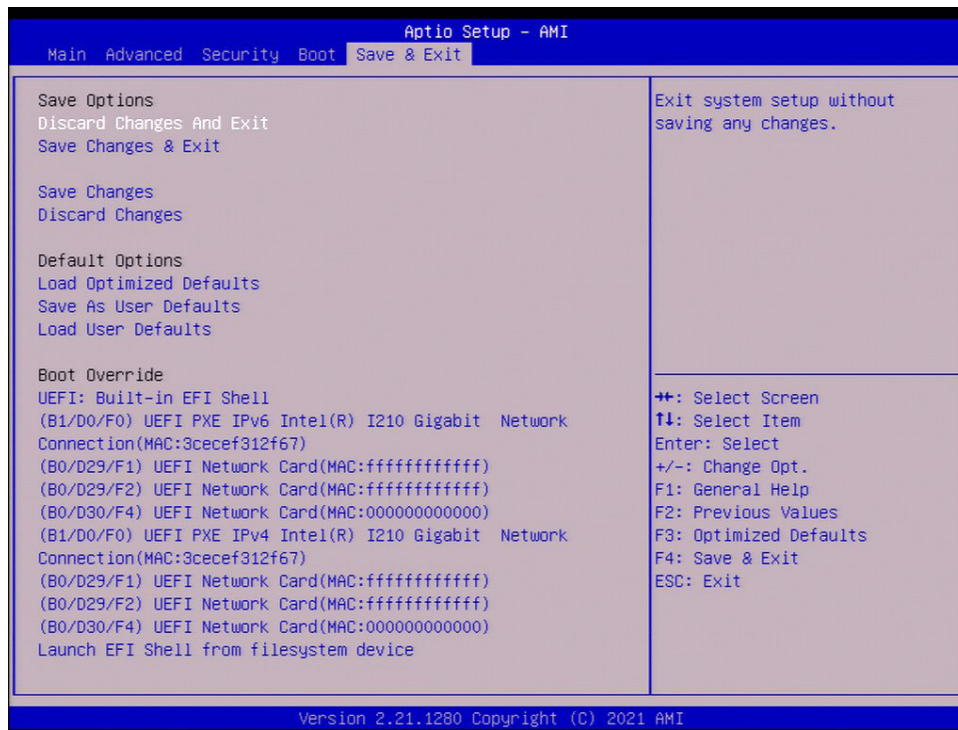 Aptio Setup - AMI
Main Advanced Security Boot Save & Exit
Save Options
Discard Changes And Exit
Save Changes & Exit
Save Changes
Discard Changes
Default Options
Load Optimized Defaults
Save As User Defaults
Load User Defaults
Boot Override
UEFI: Built-in EFI Shell
(B1/D0/F0) UEFI PXE IPv6 Intel(R) I210 Gigabit  Network
Connection(MAC:3cecef312f67)
(B0/D29/F1) UEFI Network Card(MAC:ffffffffffff)
(B0/D29/F2) UEFI Network Card(MAC:ffffffffffff)
(B0/D30/F4) UEFI Network Card(MAC:000000000000)
(B1/D0/F0) UEFI PXE IPv4 Intel(R) I210 Gigabit  Network
Connection(MAC:3cecef312f67)
(B0/D29/F1) UEFI Network Card(MAC:ffffffffffff)
(B0/D29/F2) UEFI Network Card(MAC:ffffffffffff)
(B0/D30/F4) UEFI Network Card(MAC:000000000000)
Launch EFI Shell from filesystem device
Exit system setup without
saving any changes.
→←: Select Screen
↑↓: Select Item
Enter: Select
+/-: Change Opt.
F1: General Help
F2: Previous Values
F3: Optimized Defaults
F4: Save & Exit
ESC: Exit
Version 2.21.1280 Copyright (C) 2021 AMI